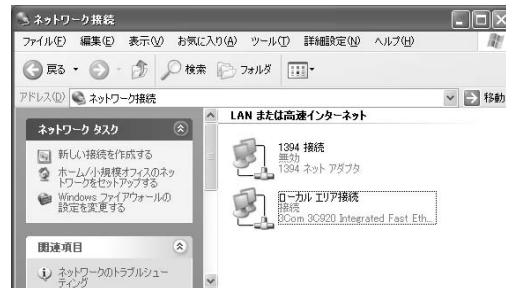 ネットワーク接続
ファイル(F) 編集(E) 表示(V) お気に入り(A) ツール(T) 詳細設定(N) ヘルプ(H)
戻る 検索 フォルダ
アドレス(D) ネットワーク接続 移動
ネットワーク タスク
新しい接続を作成する
ホーム/小規模オフィスのネッ
トワークをセットアップする
Windows ファイアウォールの
設定を変更する
関連項目
ネットワークのトラブルシュー
ティング
LAN または高速インターネット
1394 接続
無効
1394 ネット アダプタ
ローカル エリア接続
接続
3Com 3C920 Integrated Fast Eth...